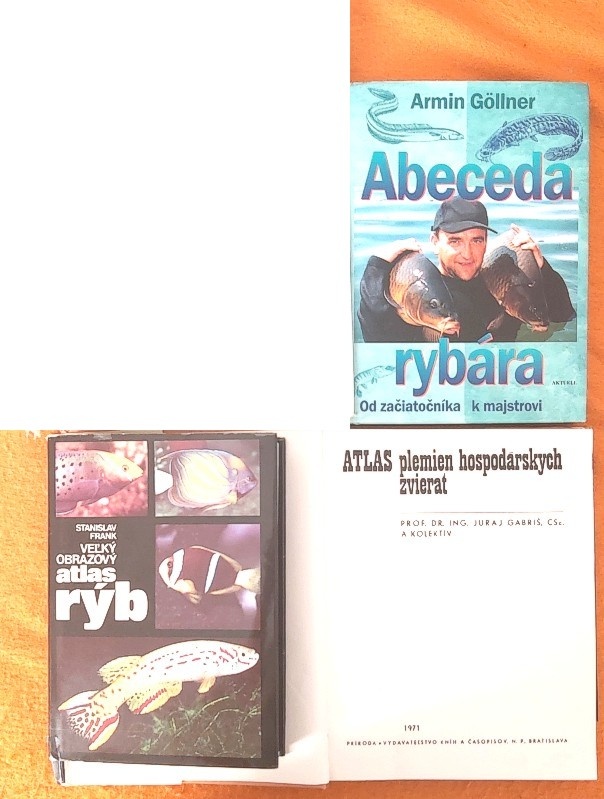 Armin Göllner
Abeceda
rybára
AKTUELL
Od začiatočníka k majstrovi
STANISLAV
FRANK
VEĽKÝ
OBRAZOVÝ
atlas
rýb
ATLAS plemien hospodárskych
zvierat
PROF. DR. ING. JURAJ GABRIŠ, CSc.
A KOLEKTÍV
1971
PRÍRODA • VYDAVATEĽSTVO KNÍH A ČASOPISOV, N. P. BRATISLAVA